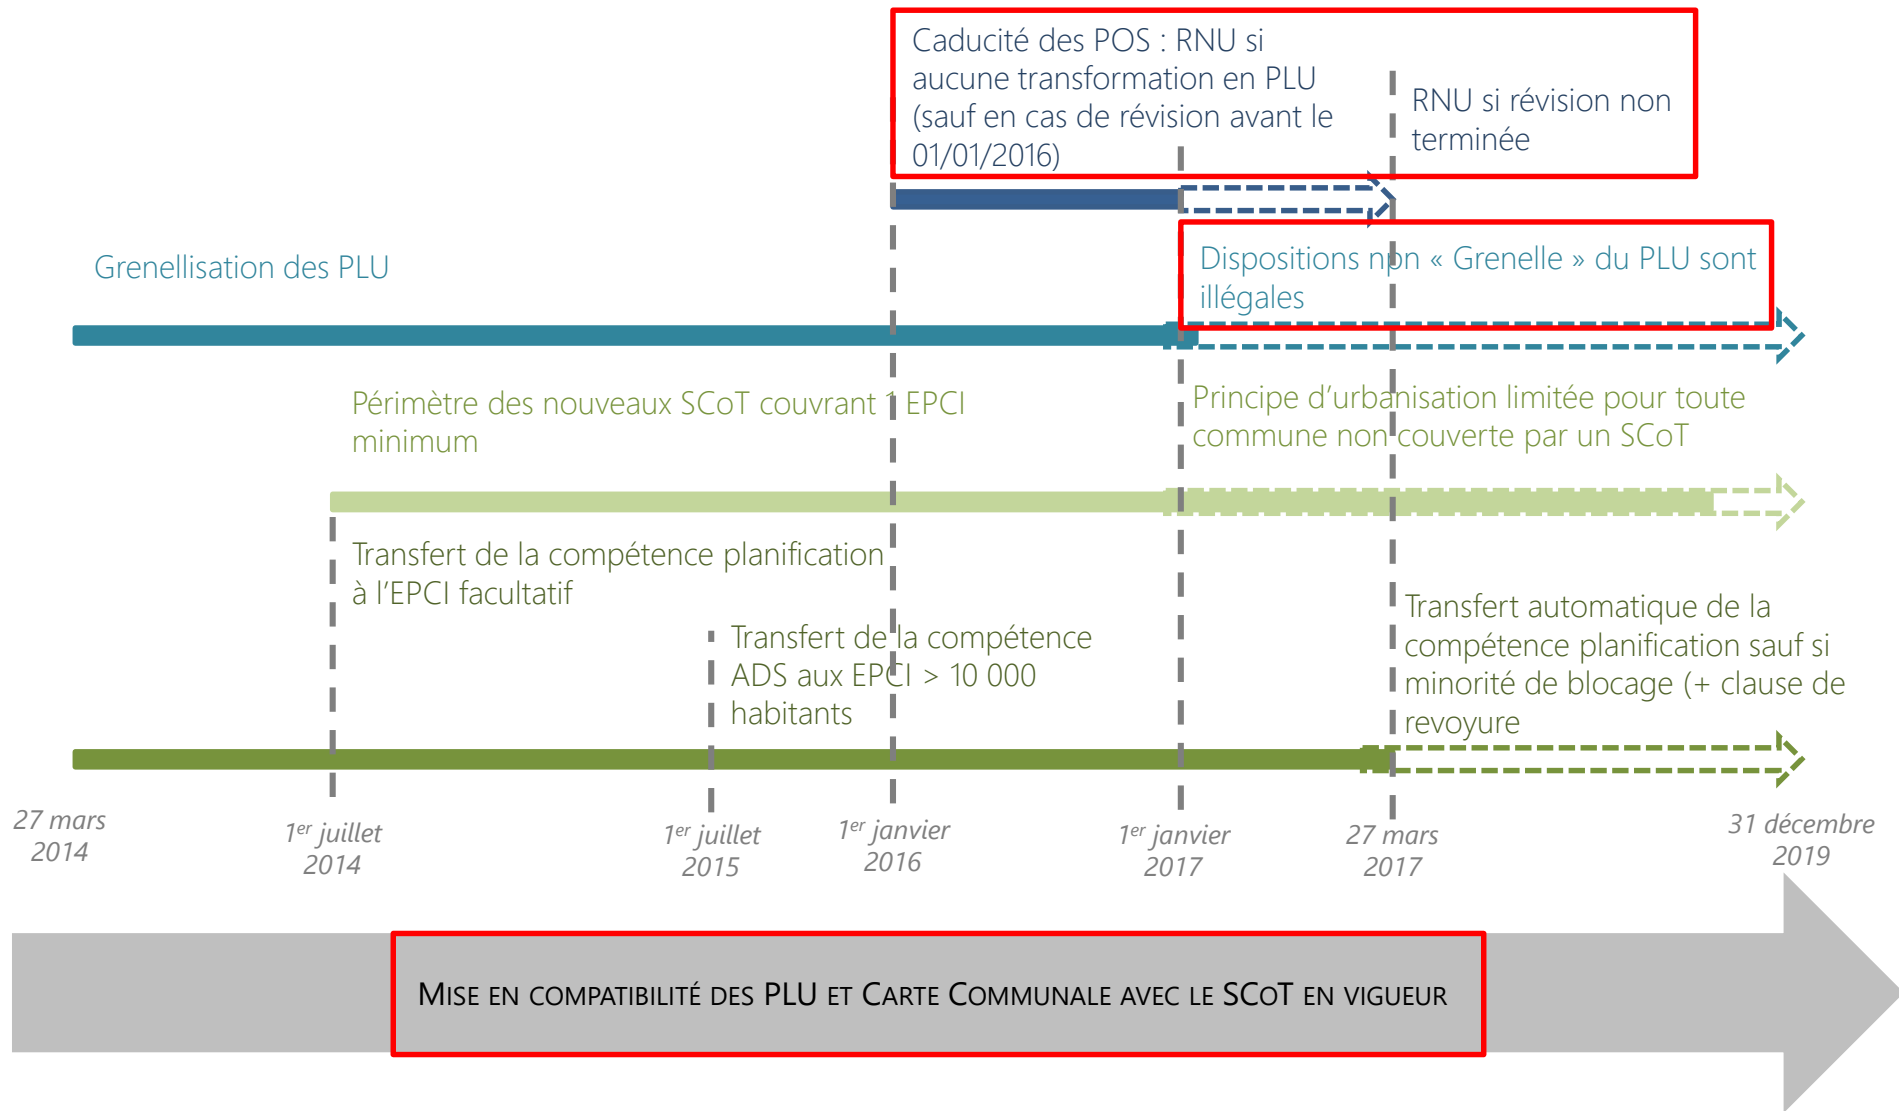 Caducité des POS : RNU si
aucune transformation en PLU
(sauf en cas de révision avant le
01/01/2016)
RNU si révision non
terminée
Grenellisation des PLU
Dispositions npn « Grenelle » du PLU sont
illégales
Périmètre des nouveaux SCoT couvrant 1 EPCI
minimum
Principe d’urbanisation limitée pour toute
commune non couverte par un SCoT
Transfert de la compétence planification
à l’EPCI facultatif
Transfert de la compétence
ADS aux EPCI > 10 000
habitants
Transfert automatique de la
compétence planification sauf si
minorité de blocage (+ clause de
revoyure
27 mars
2014
1er juillet
2014
1er juillet
2015
1er janvier
2016
1er janvier
2017
27 mars
2017
31 décembre
2019
MISE EN COMPATIBILITÉ DES PLU ET CARTE COMMUNALE AVEC LE SCOT EN VIGUEUR